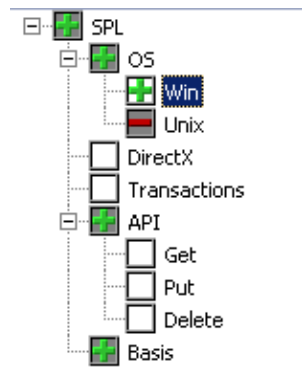 SPL
OS
Win
Unix
DirectX
Transactions
API
Get
Put
Delete
Basis